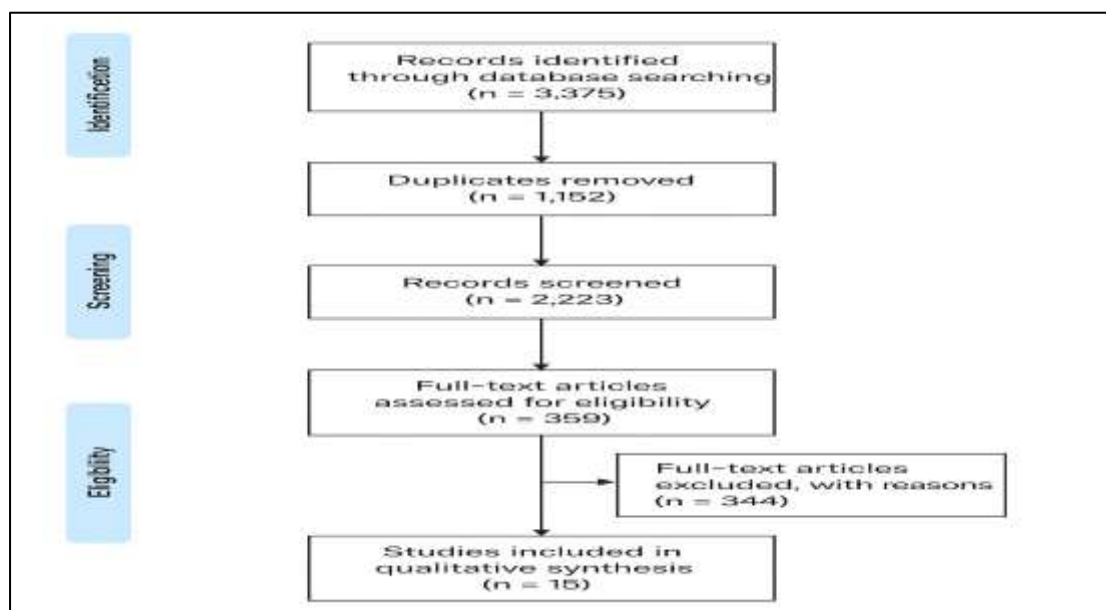 Identificetion
Records identified
through database searching
(n = 3,375)
Duplicates removed
(n = 1,152)
Screening
Records screened
(n = 2,223)
Full-text articles
assessed for eligibility
(n = 359)
Eligibility
Full-text articles
excluded, with reasons
(n = 344)
Studies included in
qualitative synthesis
(n = 15)